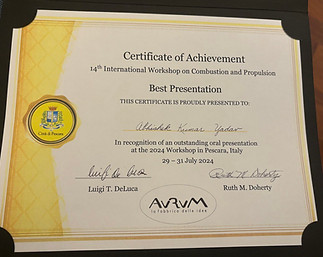 Certificate of Achievement
14th International Workshop on Combustion and Propulsion
Best Presentation
THIS CERTIFICATE IS PROUDLY PRESENTED TO:
Abhishek Kumar Yadav
In recognition of an outstanding oral presentation
at the 2024 Workshop in Pescara, Italy
29 – 31 July 2024
Luigi T. DeLuca
Ruth M. Doherty
Città di Pescara
AVRVM
la fabbrica delle idee